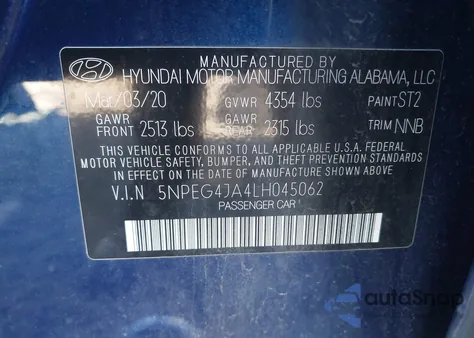 MANUFACTURED BY
HYUNDAI MOTOR MANUFACTURING ALABAMA, LLC
Mar/03/20 GVWR 4354 lbs PAINT ST2
GAWR FRONT 2513 lbs GAWR REAR 2315 lbs TRIM NNB
THIS VEHICLE CONFORMS TO ALL APPLICABLE U.S.A. FEDERAL
MOTOR VEHICLE SAFETY, BUMPER, AND THEFT PREVENTION STANDARDS
IN EFFECT ON THE DATE OF MANUFACTURE SHOWN ABOVE.
V.I.N 5NPEG4JA4LH045062
PASSENGER CAR
autoSnap